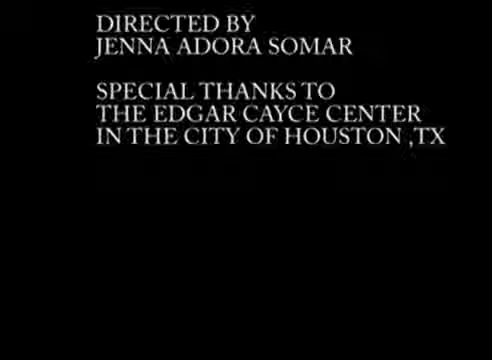 DIRECTED BY
JENNA ADORA SOMAR
SPECIAL THANKS TO
THE EDGAR CAYCE CENTER
IN THE CITY OF HOUSTON ,TX